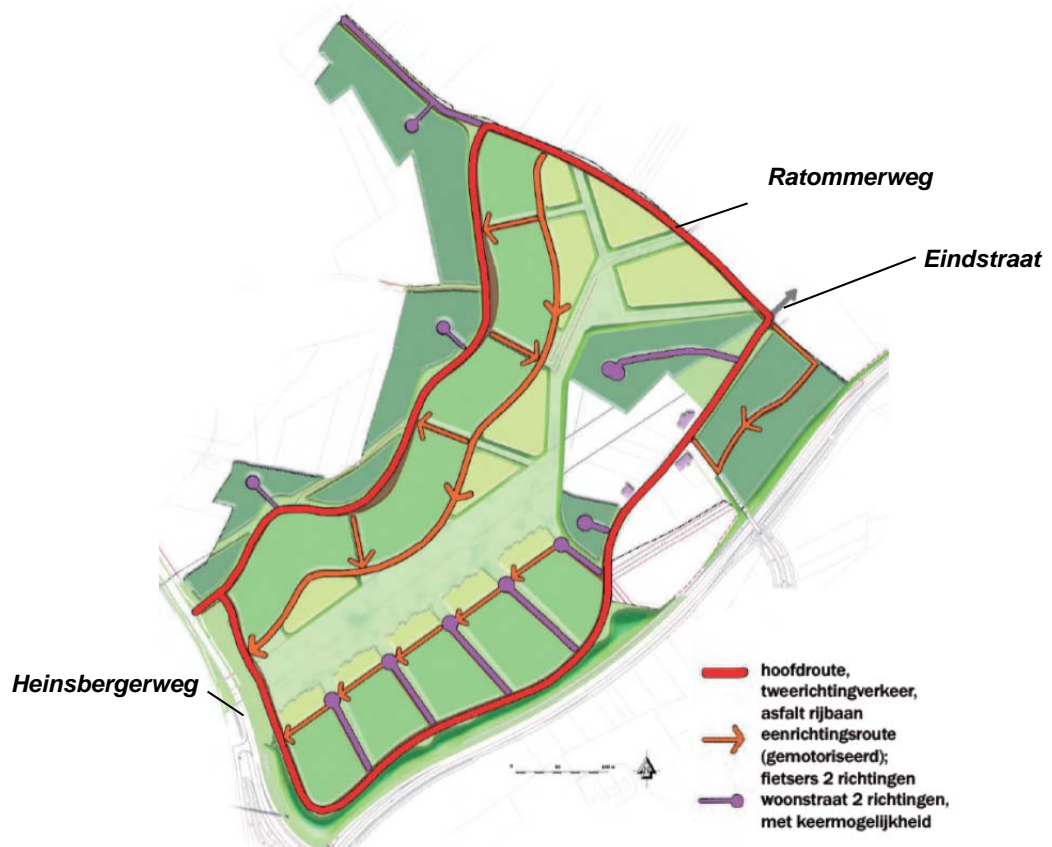 Ratommerweg
Eindstraat
Heinsbergerweg
hoofdroute,
tweerichtingverkeer,
asfalt rijbaan
eenrichtingsroute
(gemotoriseerd);
fietsers 2 richtingen
woonstraat 2 richtingen,
met keermogelijkheid